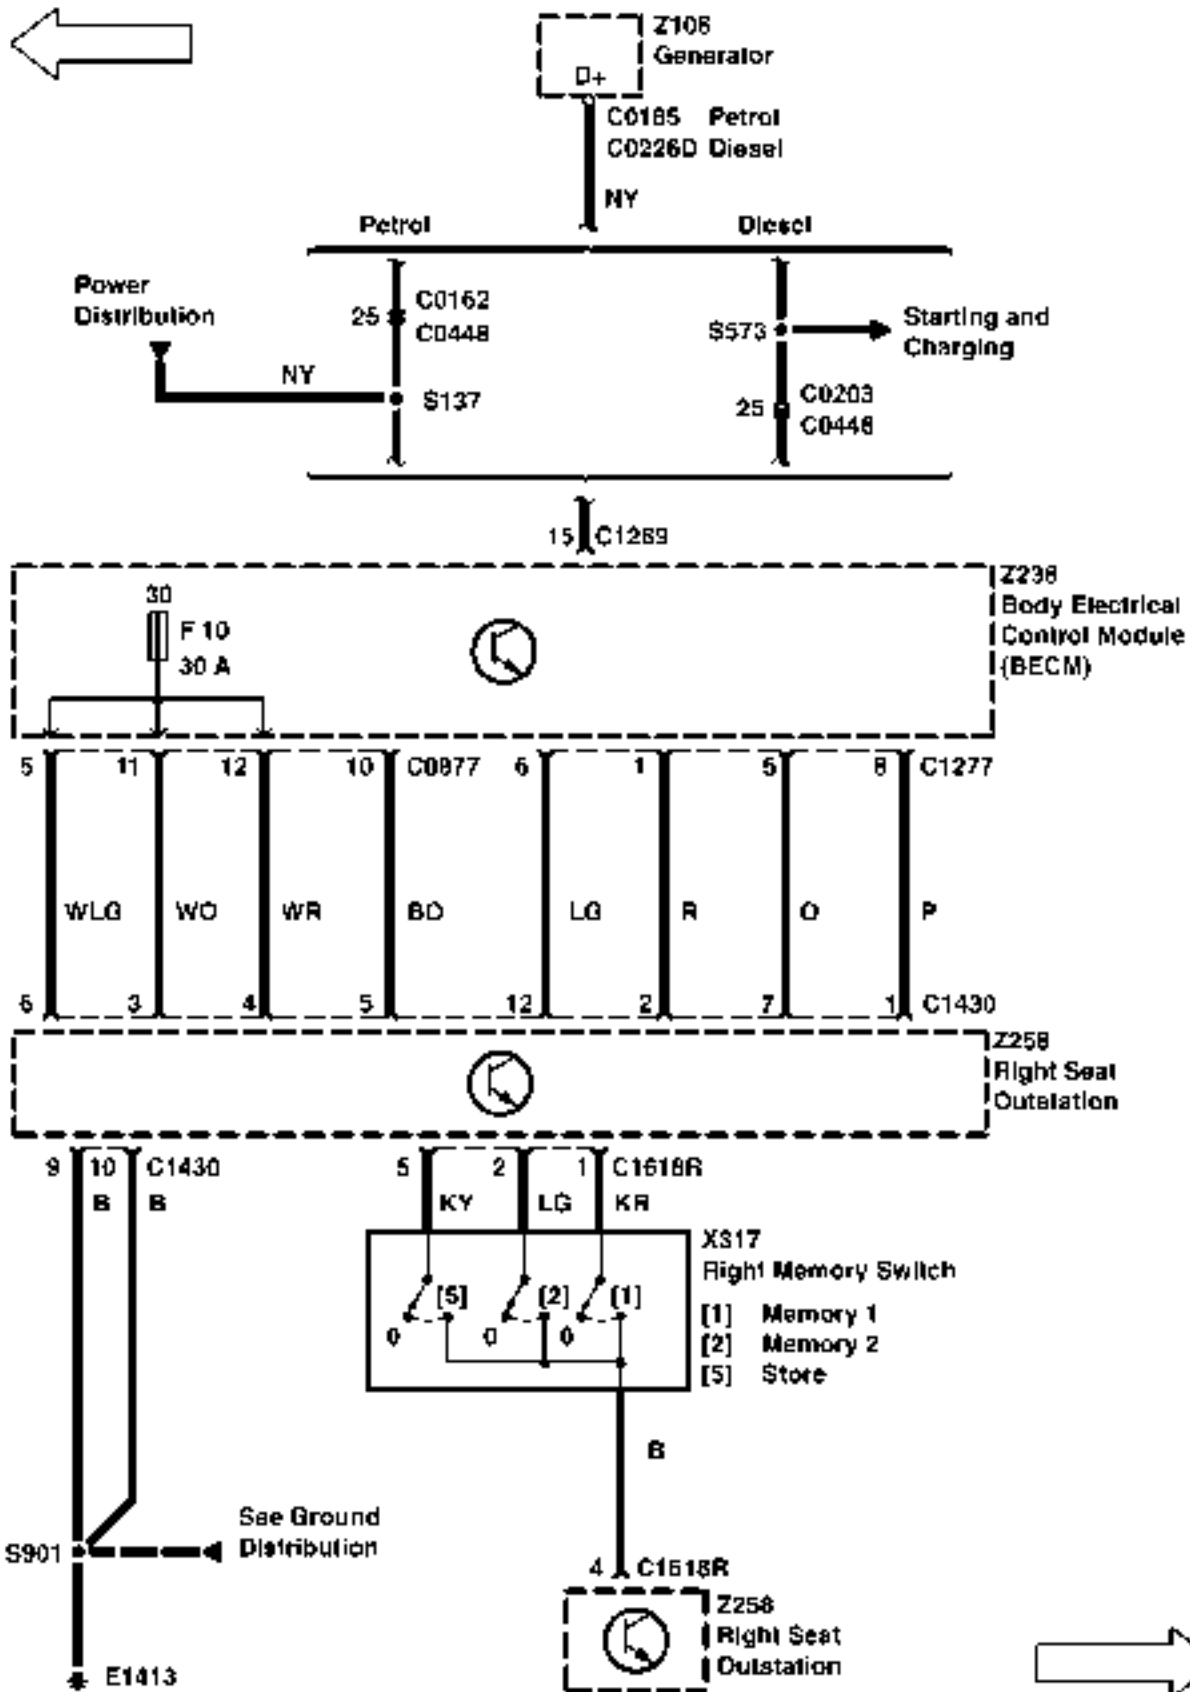 Z106
Generator
D+
C0185 Petrol
C0226D Diesel
NY
Petrol
Diesel
Power
Distribution
25
C0162
C0448
NY
S137
S573
Starting and
Charging
25
C0203
C0448
15
C1289
Z238
Body Electrical
Control Module
(BECM)
30
F 10
30 A
5
11
12
10
C0877
6
1
5
8
C1277
WLG
WO
WR
BO
LG
R
O
P
6
3
4
5
12
2
7
1
C1430
Z258
Right Seat
Outstation
9
10
C1430
5
2
1
C1618R
B
B
KY
LG
KR
X317
Right Memory Switch
[5]
[2]
[1]
0
0
0
[1] Memory 1
[2] Memory 2
[5] Store
B
See Ground
Distribution
S901
4
C1618R
Z258
Right Seat
Outstation
E1413